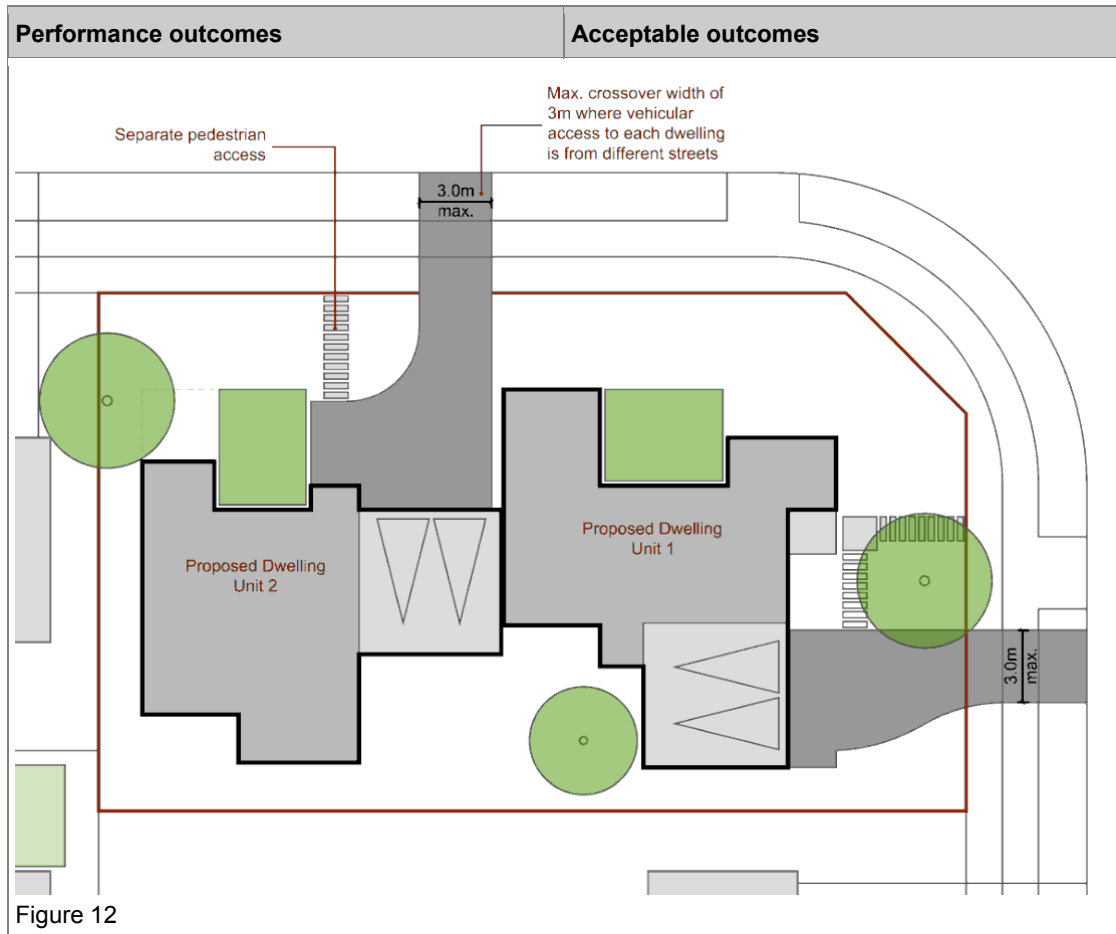 Performance outcomes
Acceptable outcomes
Max. crossover width of
3m where vehicular
access to each dwelling
is from different streets
Separate pedestrian
access
3.0m
max.
Proposed Dwelling
Unit 1
Proposed Dwelling
Unit 2
3.0m
max.
Figure 12